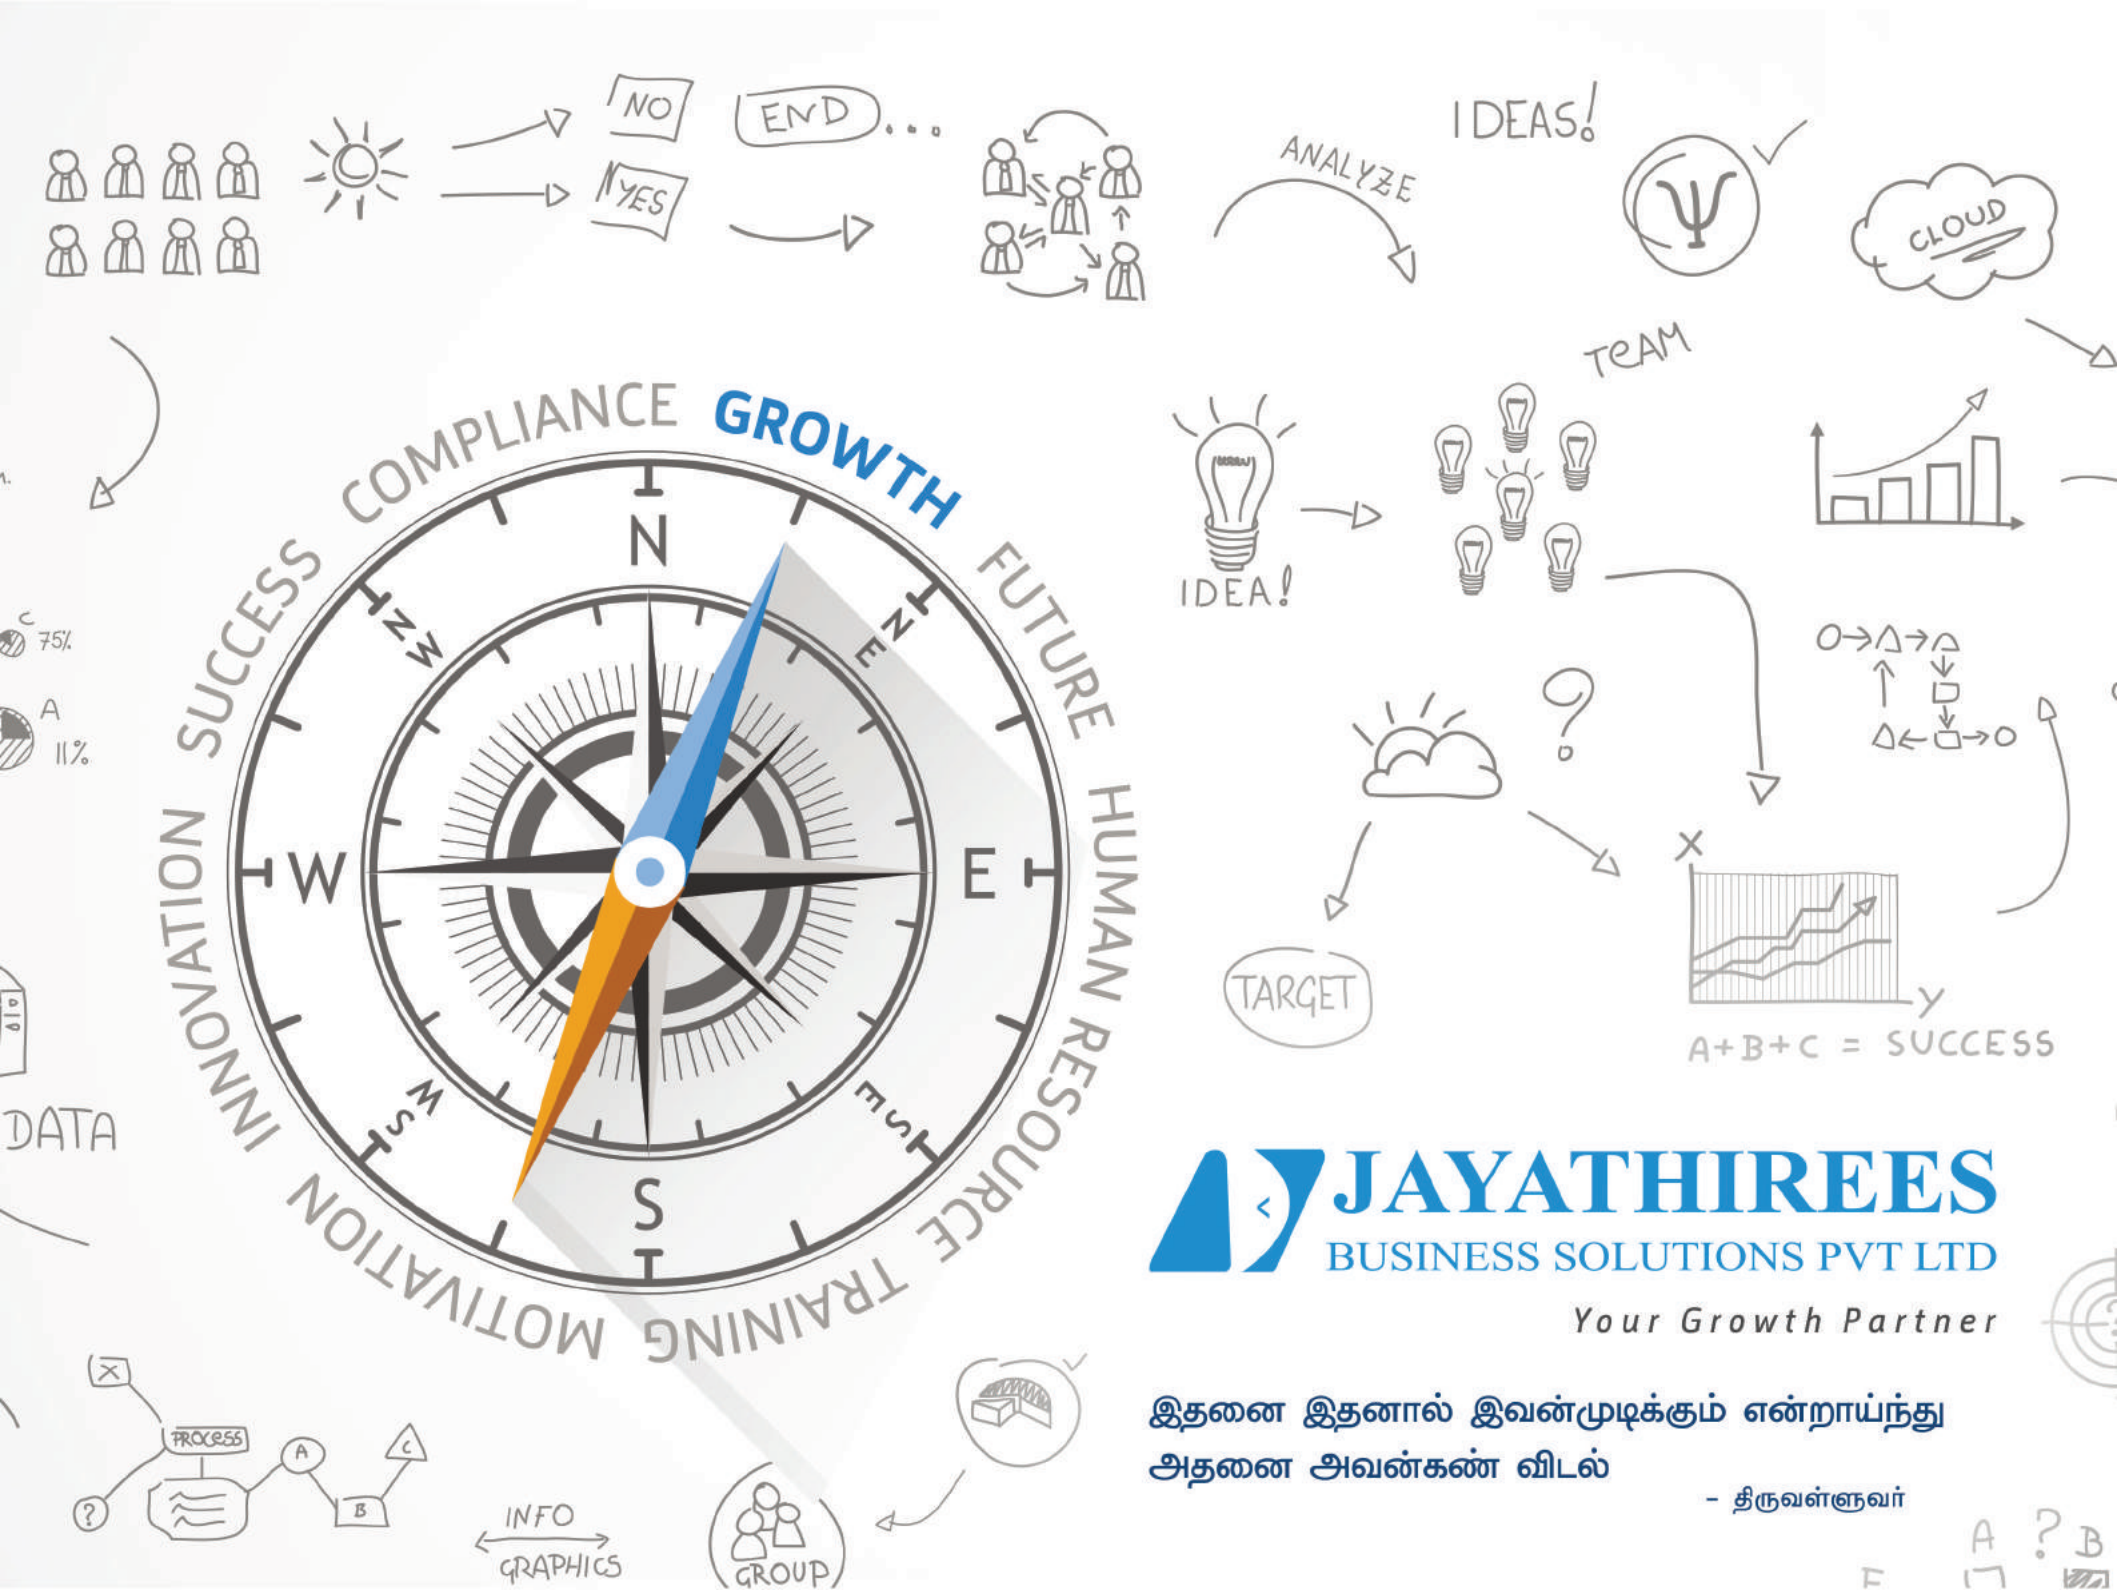 NO
END
...
YES
ANALYZE
IDEAS!
Ψ
CLOUD
TeAM
IDEA!
COMPLIANCE
GROWTH
FUTURE
HUMAN RESOURCE
TRAINING
MOTIVATION
INNOVATION
SUCCESS
N
NE
E
SE
S
SW
W
NW
C
75%
A
11%
DATA
?
X
Y
TARGET
A+B+C = SUCCESS
JAYATHIREES
BUSINESS SOLUTIONS PVT LTD
Your Growth Partner
இதனை இதனால் இவன்முடிக்கும் என்றாய்ந்து
அதனை அவன்கண் விடல்
- திருவள்ளுவர்
X
PROCeSS
A
C
?
B
INFO
GRAPHICS
GROUP
A ? B